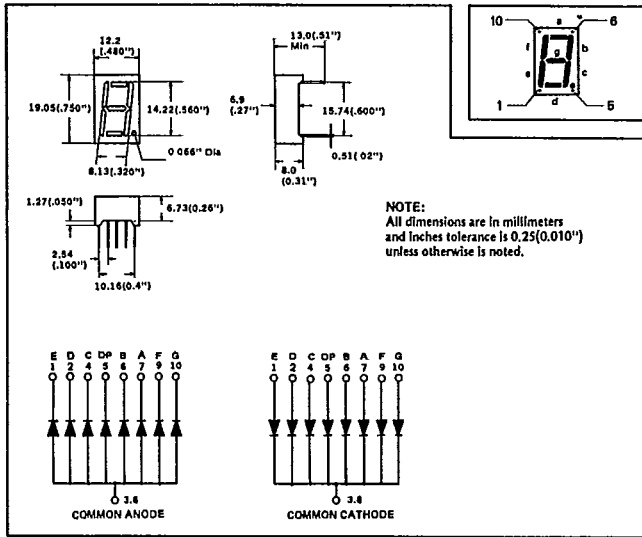 12.2
(.480")
19.05(.750")
14.22(.560")
0.066" Dia
8.13(.320")
13.0(.51")
Min
6.9
(.27")
15.74(.600")
0.51(.02")
8.0
(0.31")
10
a
6
f
b
g
e
c
1
d
5
1.27(.050")
6.73(0.26")
2.54
(.100")
10.16(0.4")
NOTE:
All dimensions are in millimeters
and inches tolerance is 0.25(0.010")
unless otherwise is noted.
E D C DP B A F G
1 2 4 5 6 7 9 10
3.8
COMMON ANODE
E D C DP B A F G
1 2 4 5 6 7 9 10
3.8
COMMON CATHODE